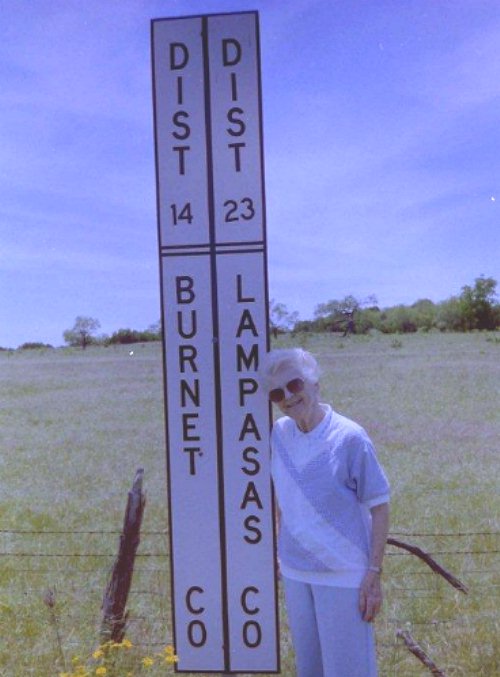 DIST 14
BURNET CO
DIST 23
LAMPASAS CO